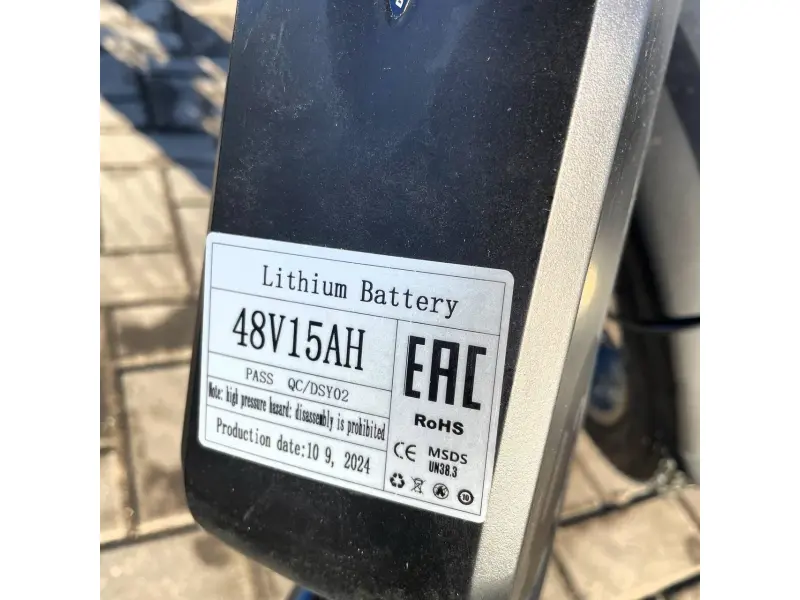 Lithium Battery
48V15AH
PASS QC/DSY02
Note: high pressure hazard: disassembly is prohibited
Production date:10 9, 2024
EAC
RoHS
CE MSDS
UN38.3
10